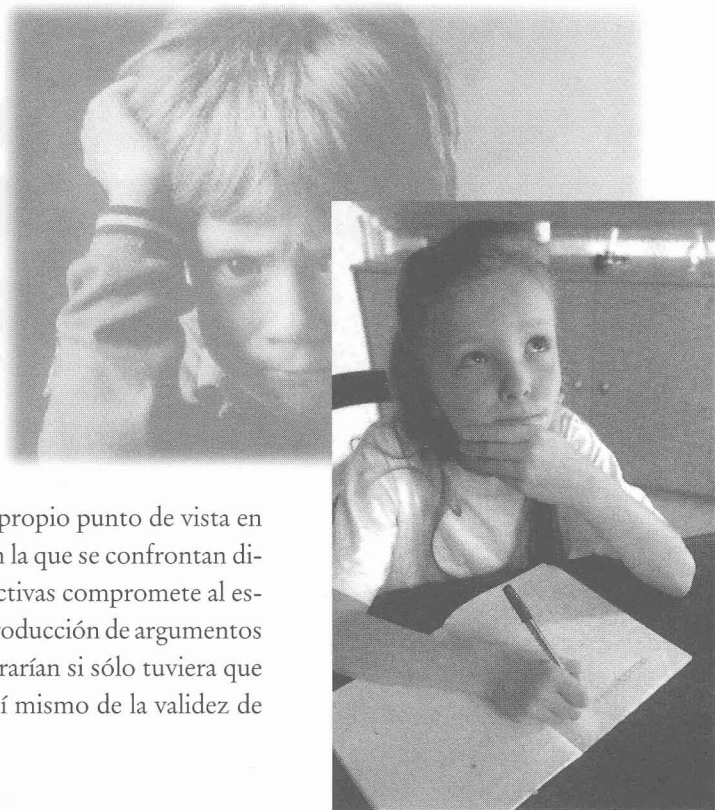 propio punto de vista en
n la que se confrontan di-
ctivas compromete al es-
roducción de argumentos
rarían si sólo tuviera que
í mismo de la validez de